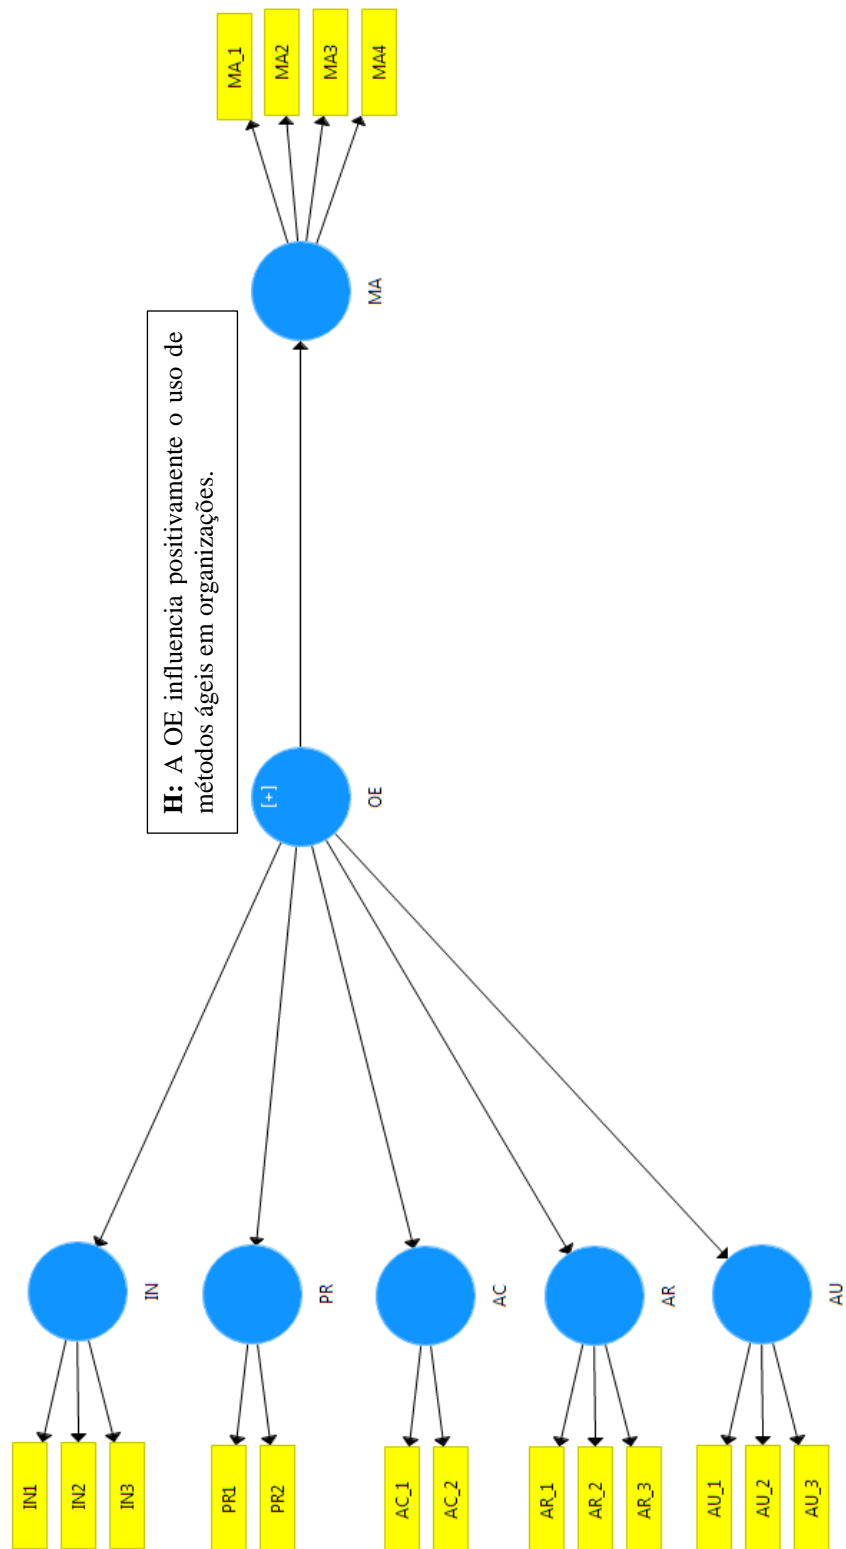 IN1
IN2
IN3
IN
PR1
PR2
PR
AC_1
AC_2
AC
AR_1
AR_2
AR_3
AR
AU_1
AU_2
AU_3
AU
[+]
OE
H: A OE influencia positivamente o uso de
métodos ágeis em organizações.
MA
MA_1
MA2
MA3
MA4